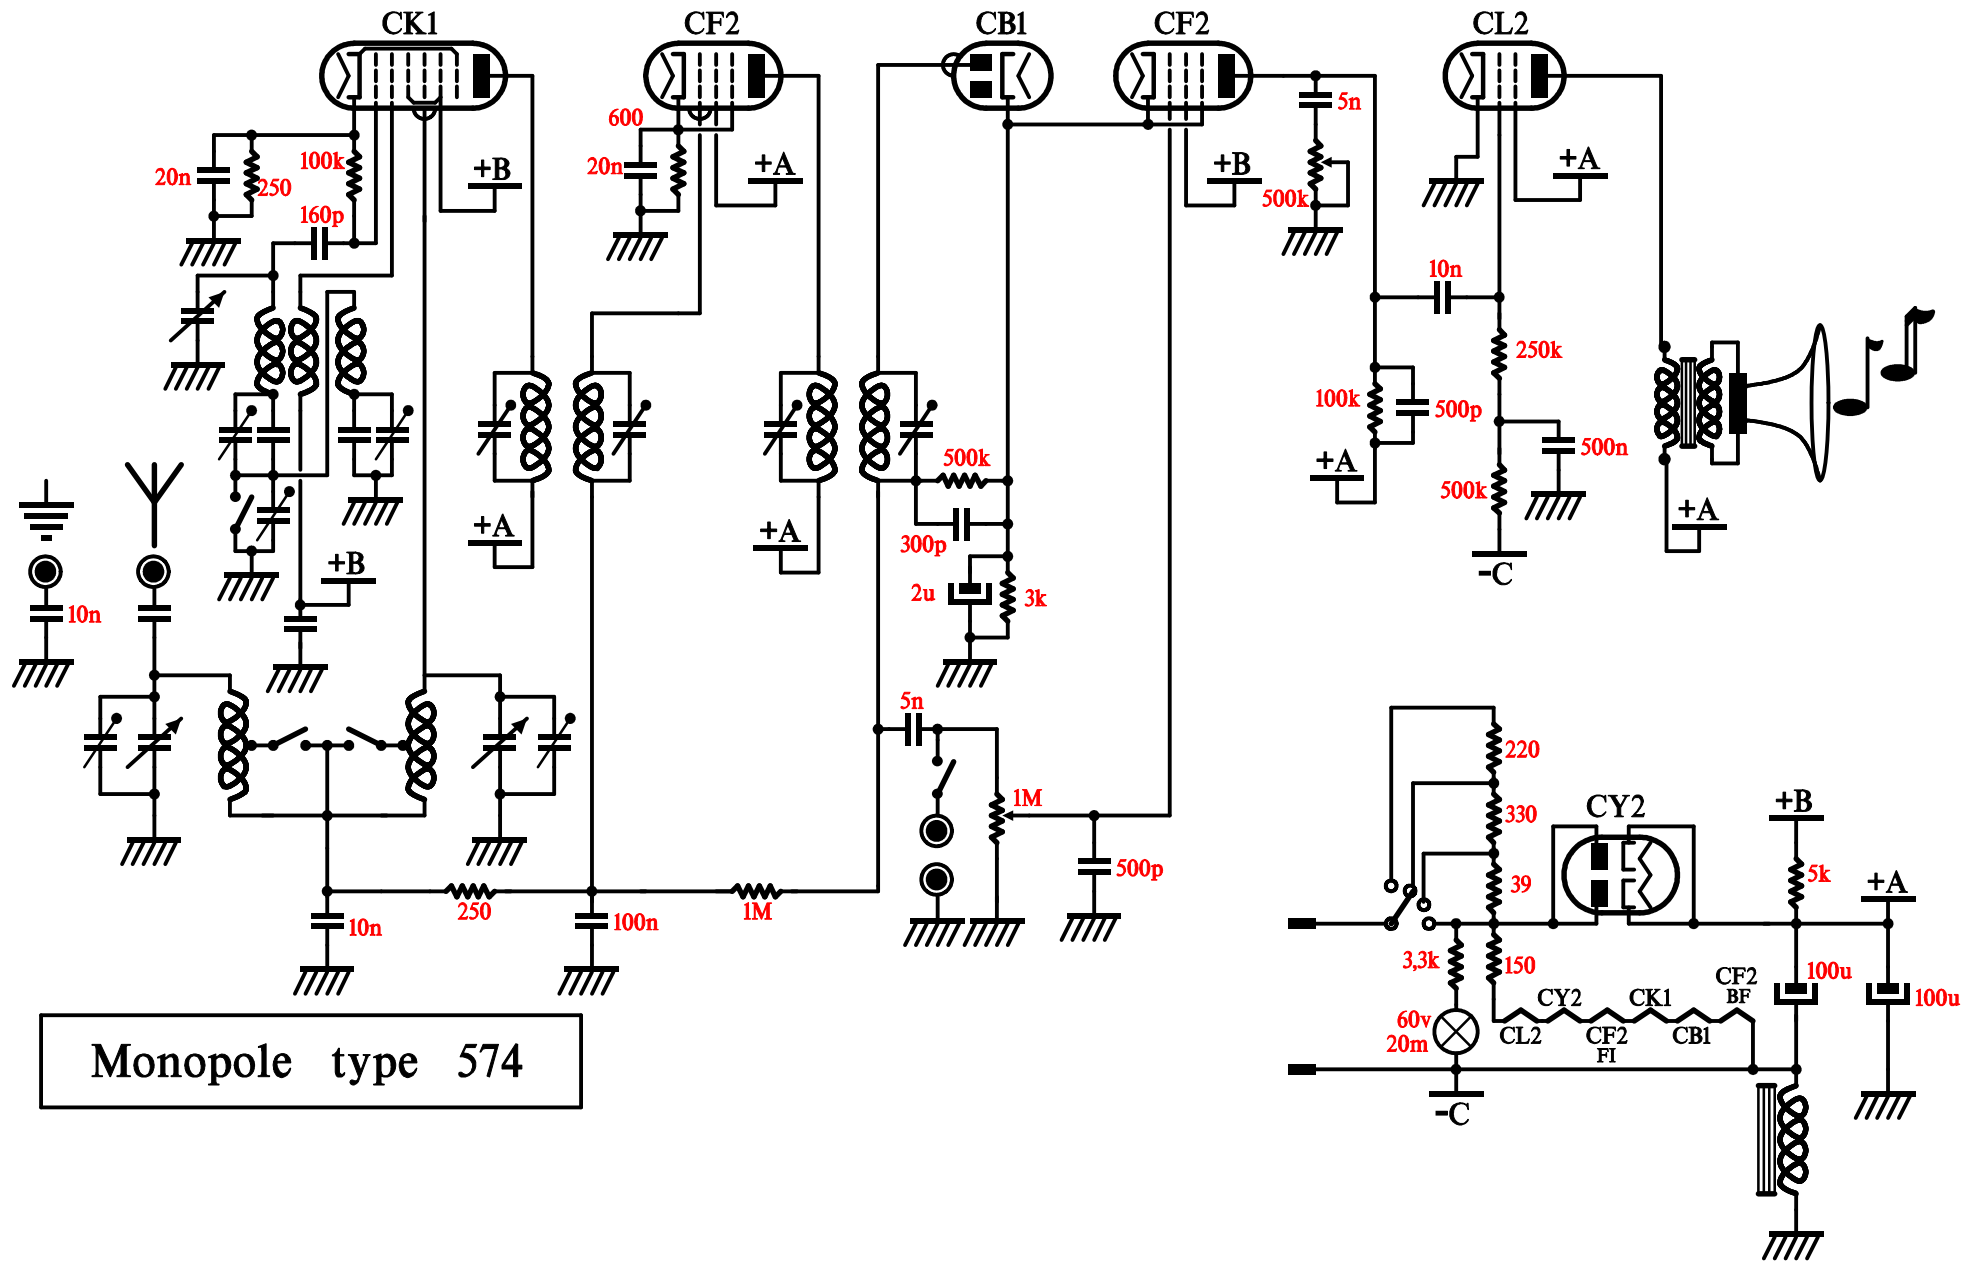 CK1
CF2
CB1
CF2
CL2
20n
250
100k
160p
+B
600
20n
+A
+B
5n
500k
+A
10n
250k
100k
500p
+A
500k
500n
-C
+A
+A
+A
500k
300p
2u
3k
10n
+B
5n
1M
500p
250
1M
10n
100n
220
330
39
3,3k
150
60v
20m
-C
CY2
+B
5k
+A
100u
100u
CL2
CY2
CF2
FI
CK1
CB1
CF2
BF
Monopole type 574